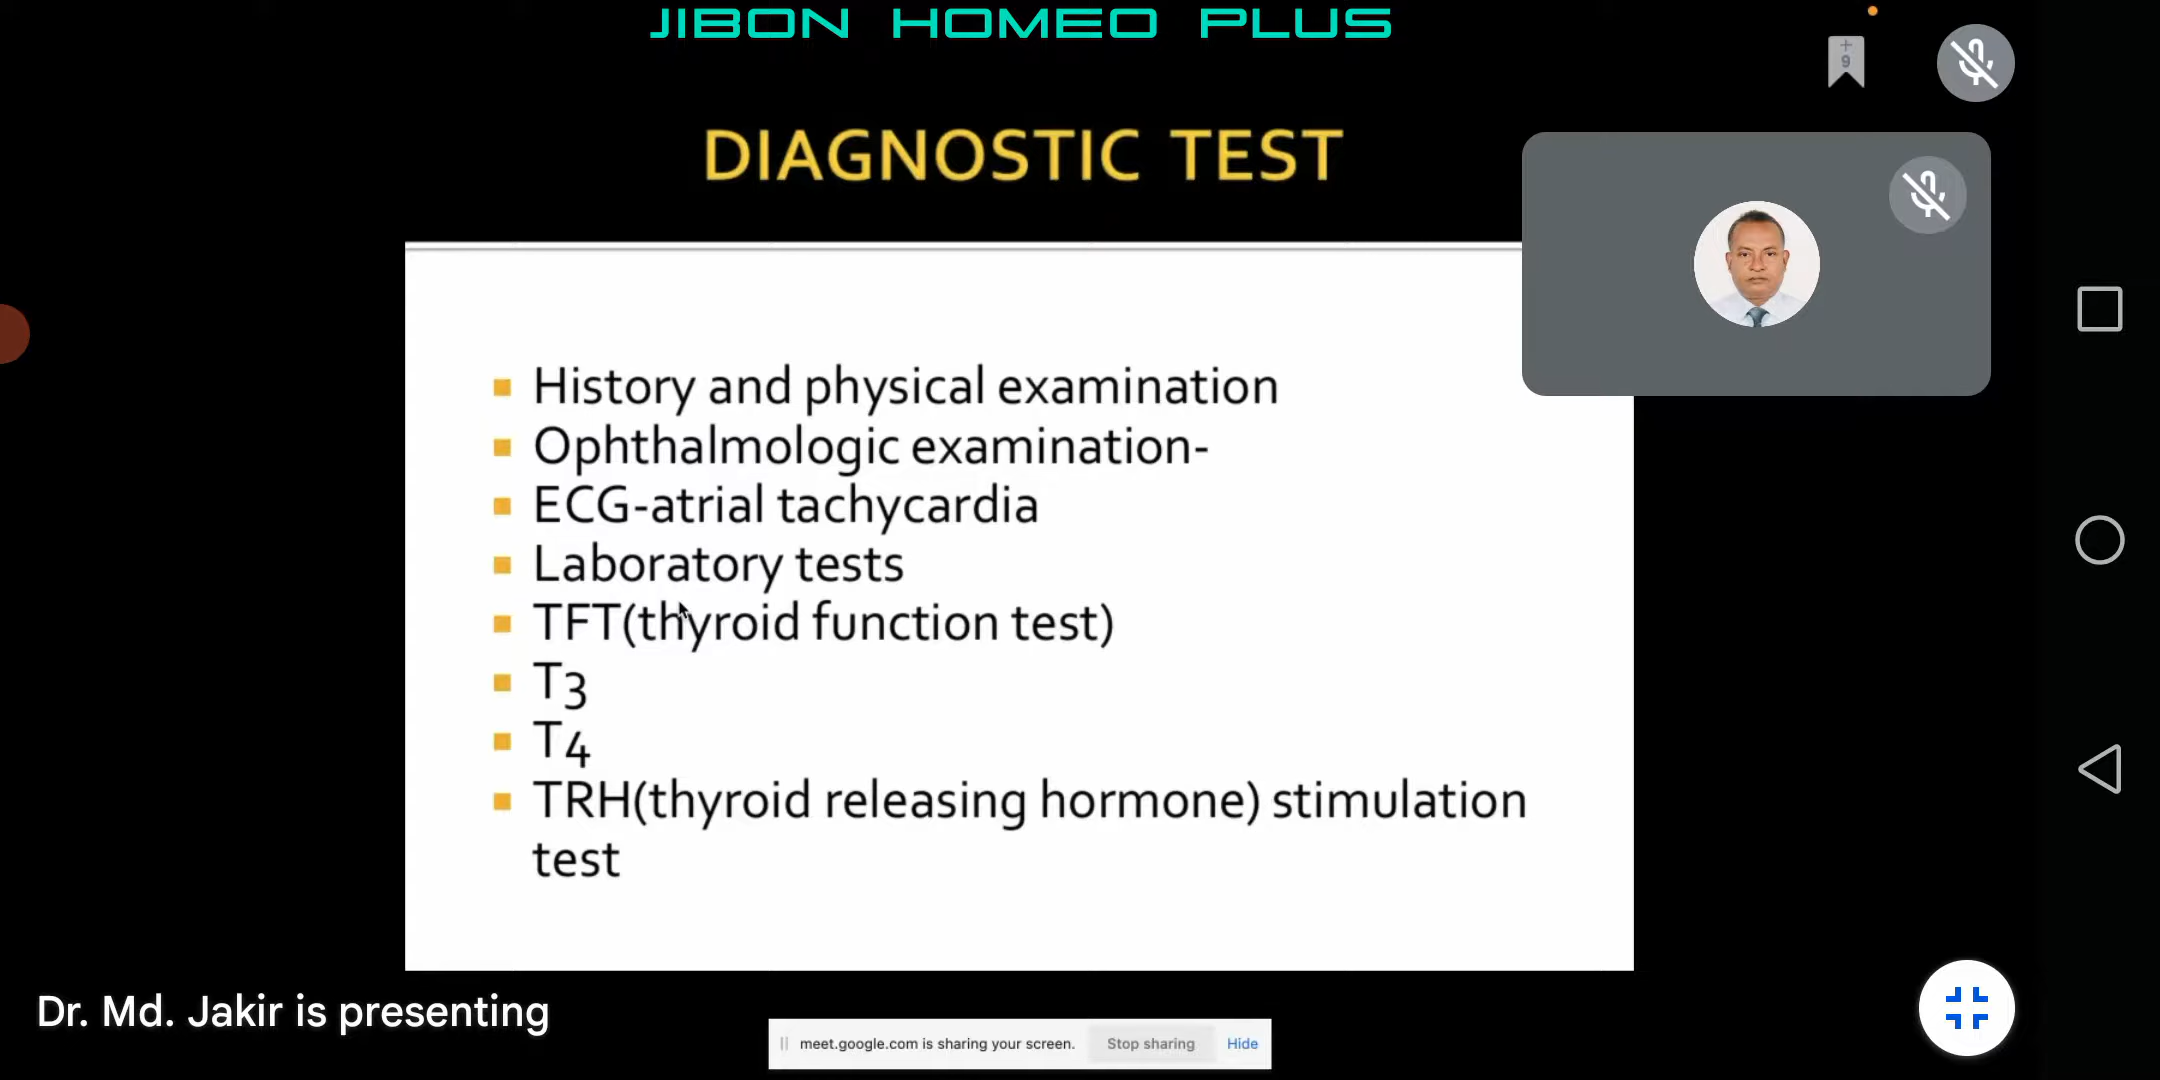 JIBON HOMEO PLUS
+
9
DIAGNOSTIC TEST
History and physical examination
Ophthalmologic examination-
ECG-atrial tachycardia
Laboratory tests
TFT(thyroid function test)
T3
T4
TRH(thyroid releasing hormone) stimulation
test
Dr. Md. Jakir is presenting
meet.google.com is sharing your screen. Stop sharing Hide